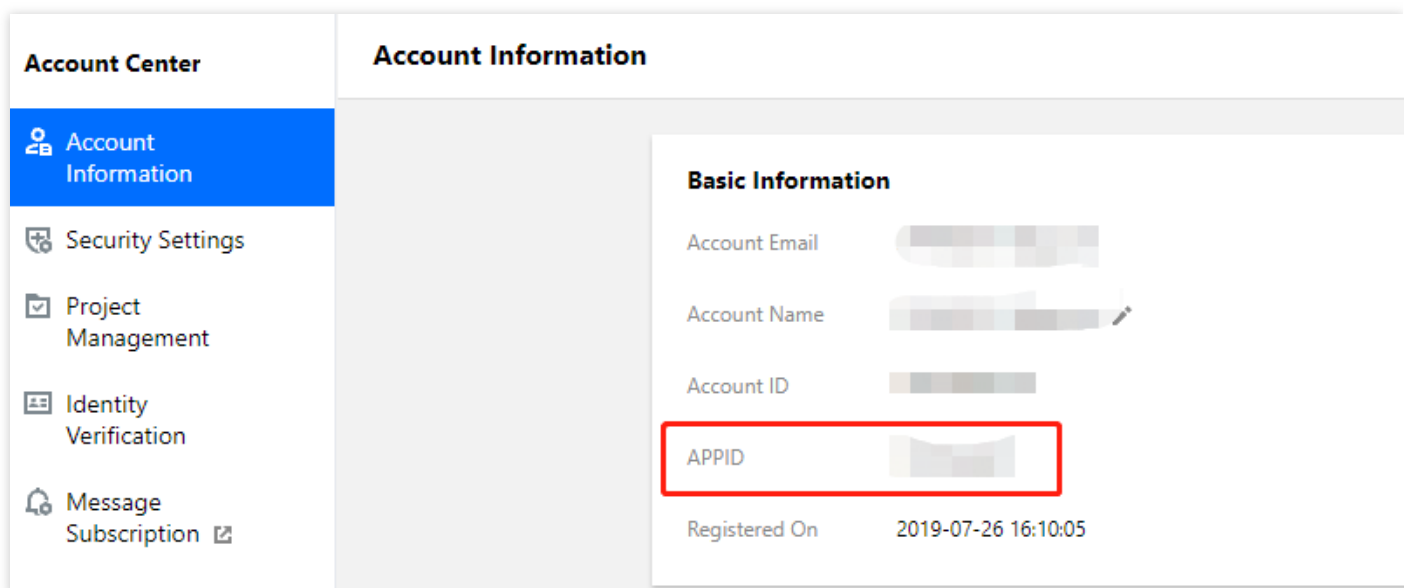 Account Center
Account
Information
Security Settings
Project
Management
Identity
Verification
Message
Subscription
Account Information
Basic Information
Account Email
Account Name
Account ID
APPID
Registered On 2019-07-26 16:10:05